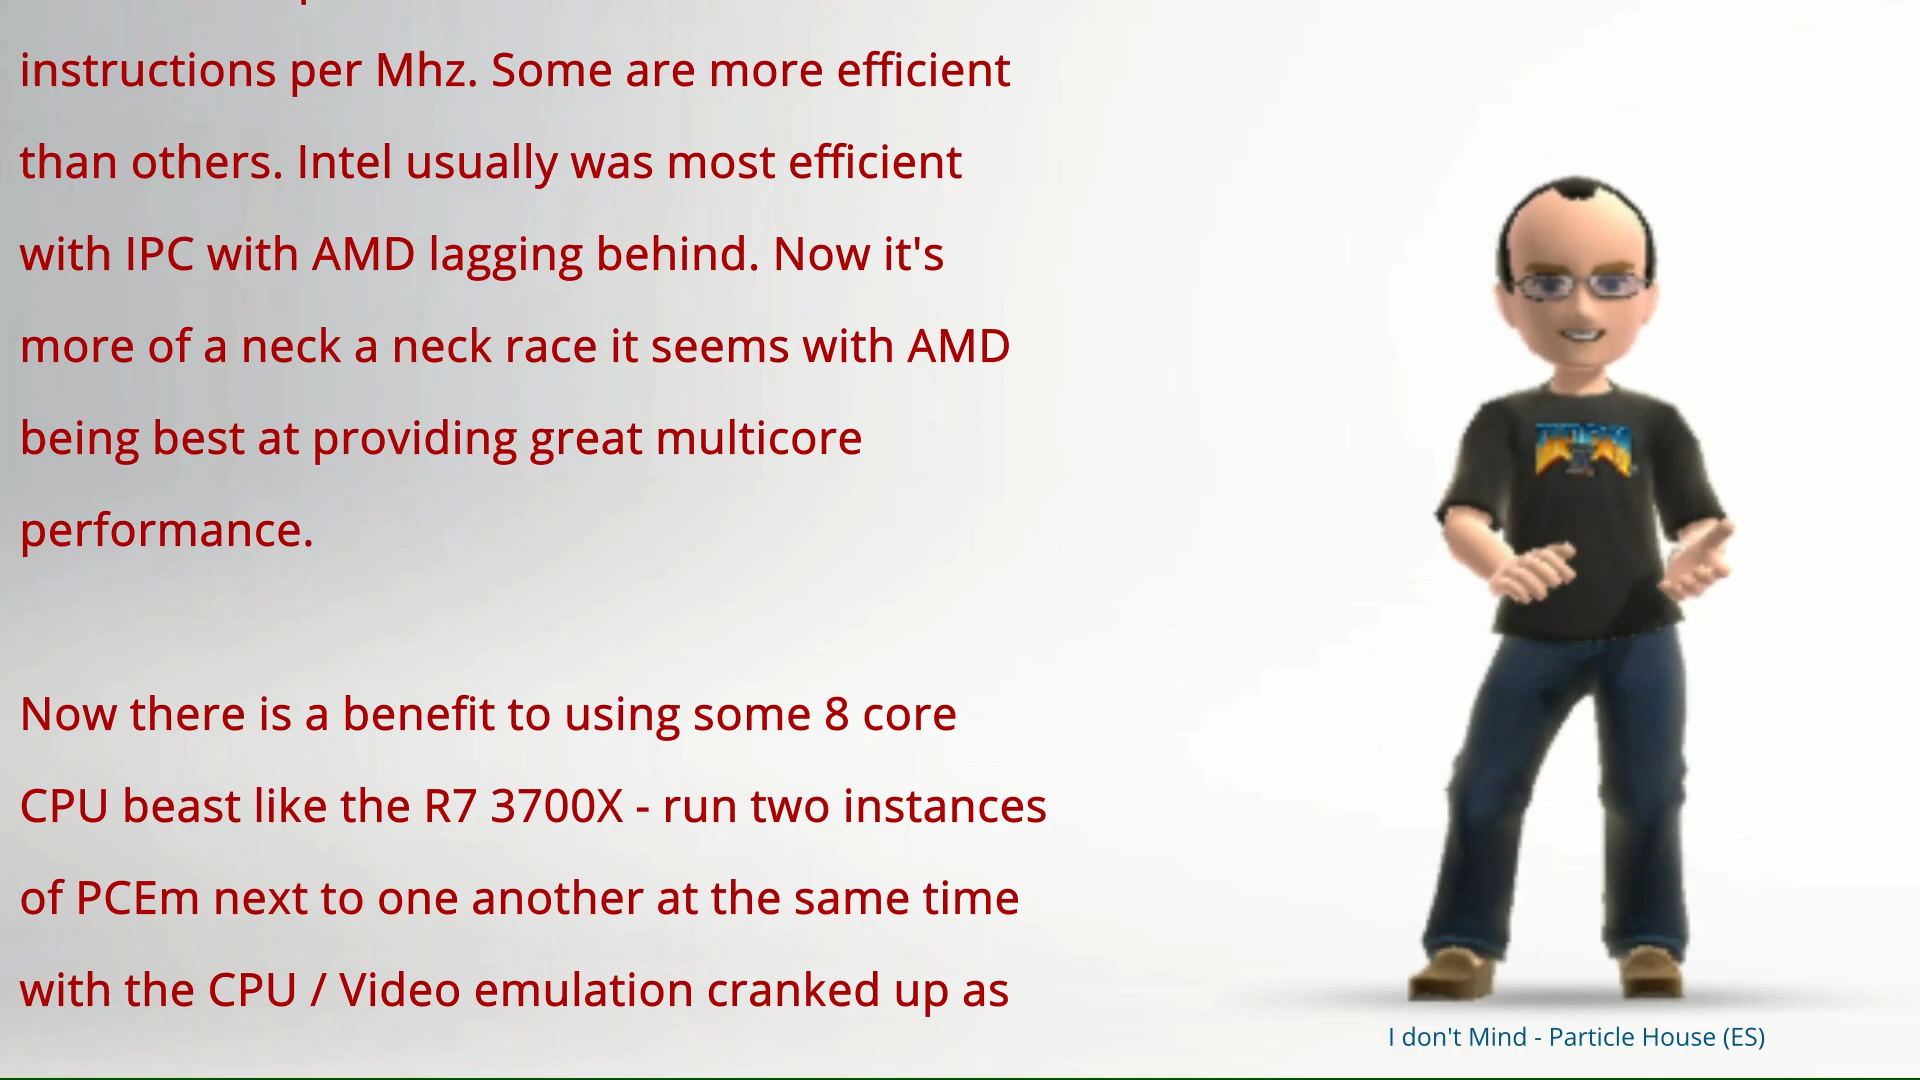 instructions per Mhz. Some are more efficient
than others. Intel usually was most efficient
with IPC with AMD lagging behind. Now it's
more of a neck a neck race it seems with AMD
being best at providing great multicore
performance.
Now there is a benefit to using some 8 core
CPU beast like the R7 3700X - run two instances
of PCEm next to one another at the same time
with the CPU / Video emulation cranked up as
I don't Mind - Particle House (ES)